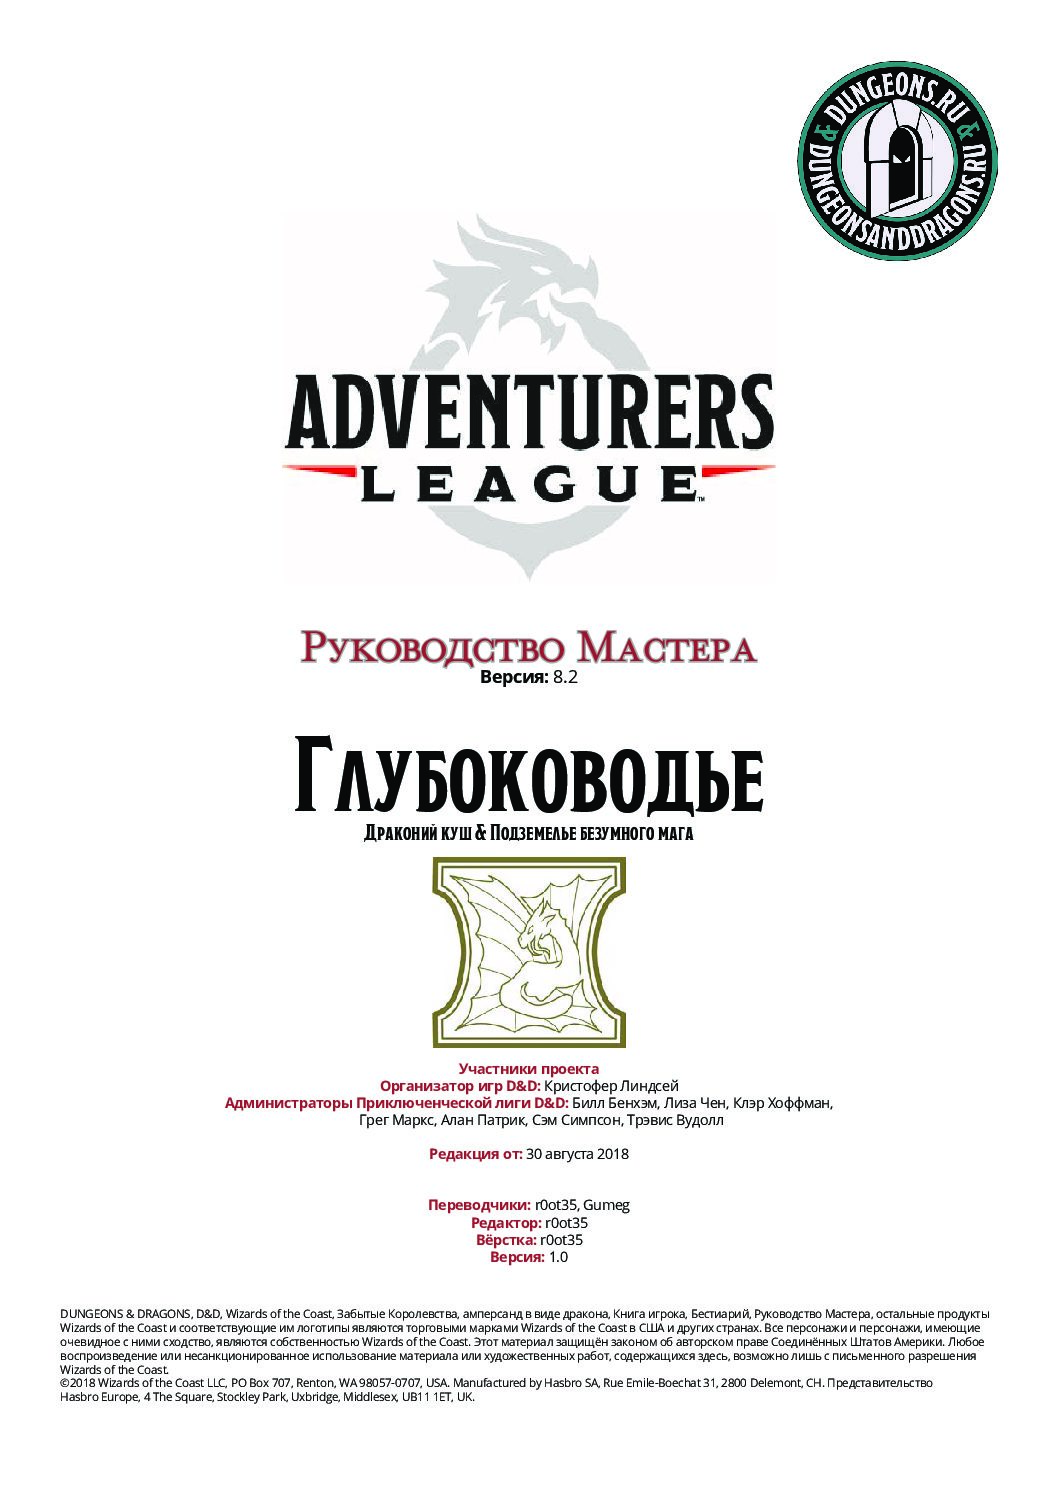 & DUNGEONS.RU &
DUNGEONSANDDRAGONS.RU
ADVENTURERS
LEAGUE™
Руководство Мастера
Версия: 8.2
Глубоководье
Драконий куш & Подземелье безумного мага
Участники проекта
Организатор игр D&D: Кристофер Линдсей
Администраторы Приключенческой лиги D&D: Билл Бенхэм, Лиза Чен, Клэр Хоффман,
Грег Маркс, Алан Патрик, Сэм Симпсон, Трэвис Вудолл
Редакция от: 30 августа 2018
Переводчики: r0ot35, Gumeg
Редактор: r0ot35
Вёрстка: r0ot35
Версия: 1.0
DUNGEONS & DRAGONS, D&D, Wizards of the Coast, Забытые Королевства, амперсанд в виде дракона, Книга игрока, Бестиарий, Руководство Мастера, остальные продукты
Wizards of the Coast и соответствующие им логотипы являются торговыми марками Wizards of the Coast в США и других странах. Все персонажи и персонажи, имеющие
очевидное с ними сходство, являются собственностью Wizards of the Coast. Этот материал защищён законом об авторском праве Соединённых Штатов Америки. Любое
воспроизведение или несанкционированное использование материала или художественных работ, содержащихся здесь, возможно лишь с письменного разрешения
Wizards of the Coast.
©2018 Wizards of the Coast LLC, PO Box 707, Renton, WA 98057-0707, USA. Manufactured by Hasbro SA, Rue Emile-Boechat 31, 2800 Delemont, CH. Представительство
Hasbro Europe, 4 The Square, Stockley Park, Uxbridge, Middlesex, UB11 1ET, UK.